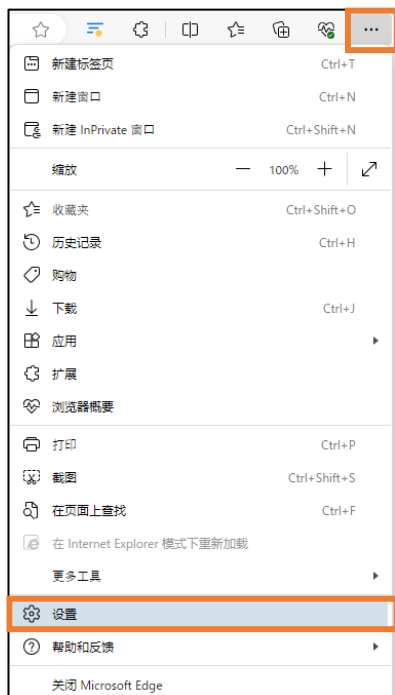 新建标签页 Ctrl+T
新建窗口 Ctrl+N
新建 InPrivate 窗口 Ctrl+Shift+N
缩放 — 100% +
收藏夹 Ctrl+Shift+O
历史记录 Ctrl+H
购物
下载 Ctrl+J
应用
扩展
浏览器概要
打印 Ctrl+P
截图 Ctrl+Shift+S
在页面上查找 Ctrl+F
在 Internet Explorer 模式下重新加载
更多工具
设置
帮助和反馈
关闭 Microsoft Edge